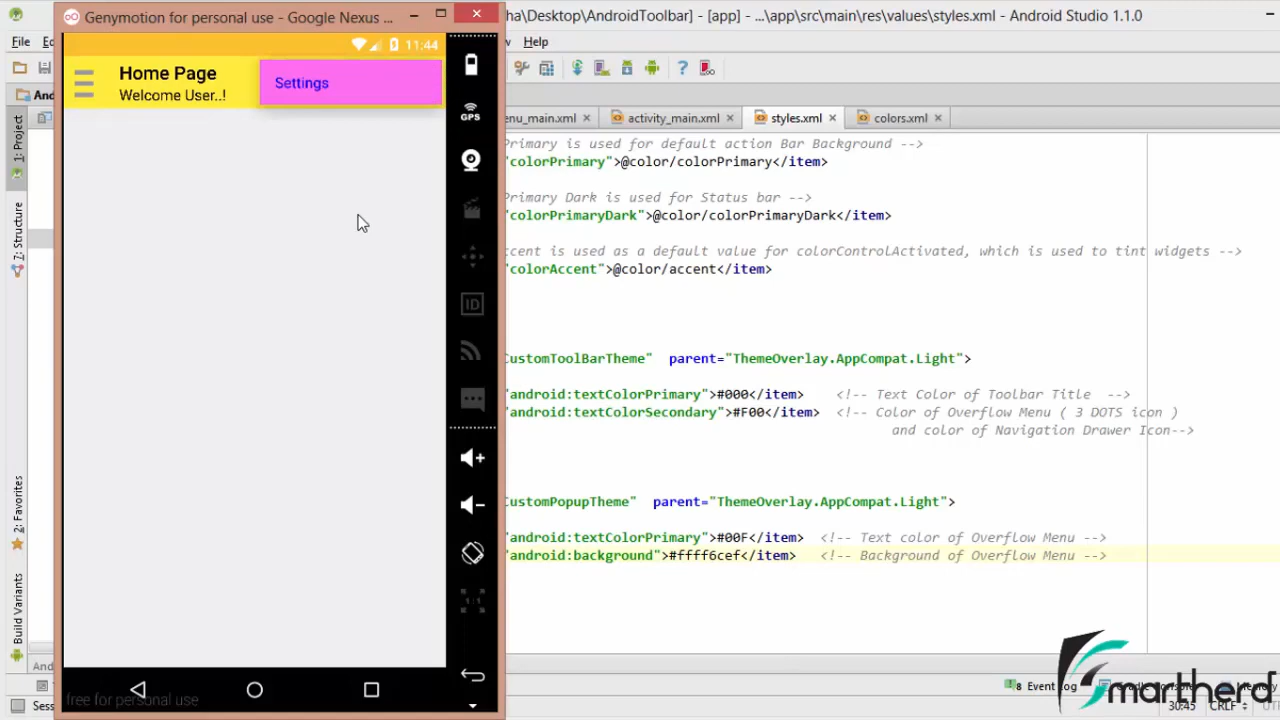 Genymotion for personal use - Google Nexus ...
ha\Desktop\AndroidToolbar] - [app] - ...\app\src\main\res\values\styles.xml - Android Studio 1.1.0
File
Help
11:44
Home Page
Welcome User..!
Settings
GPS
ID
1:1
free for personal use
1: Project
7: Structure
2: Favorites
Build Variants
enu_main.xml
activity_main.xml
styles.xml
colors.xml
Primary is used for default action Bar Background -->
"colorPrimary">@color/colorPrimary</item>
Primary Dark is used for Status bar -->
"colorPrimaryDark">@color/colorPrimaryDark</item>
ccent is used as a default value for colorControlActivated, which is used to tint widgets -->
"colorAccent">@color/accent</item>
CustomToolBarTheme" parent="ThemeOverlay.AppCompat.Light">
"android:textColorPrimary">#000</item> <!-- Text Color of Toolbar Title -->
"android:textColorSecondary">#F00</item> <!-- Color of Overflow Menu ( 3 DOTS icon )
and color of Navigation Drawer Icon-->
CustomPopupTheme" parent="ThemeOverlay.AppCompat.Light">
"android:textColorPrimary">#00F</item> <!-- Text color of Overflow Menu -->
"android:background">#ffff6cef</item> <!-- Background of Overflow Menu -->
30:45 CRLF